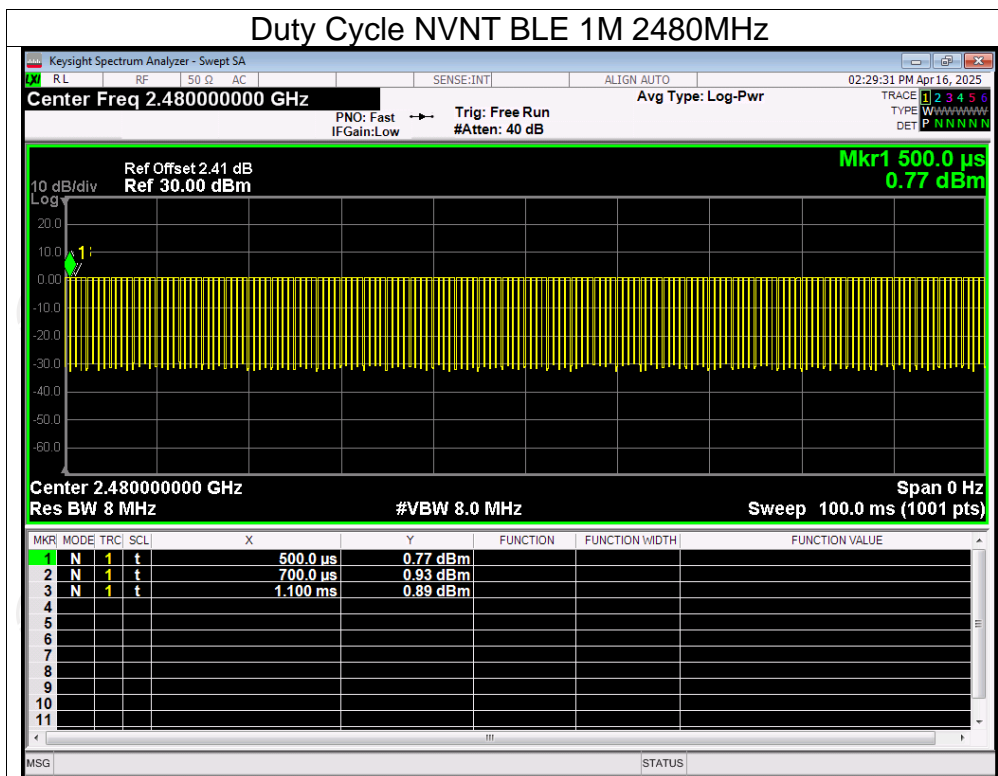 Duty Cycle NVNT BLE 1M 2480MHz
Keysight Spectrum Analyzer - Swept SA
LXI RL RF 50 Ω AC SENSE:INT ALIGN AUTO 02:29:31 PM Apr 16, 2025
Center Freq 2.480000000 GHz Avg Type: Log-Pwr TRACE 1 2 3 4 5 6
PNO: Fast Trig: Free Run TYPE WWWWWW
IFGain:Low #Atten: 40 dB DET P N N N N N
Mkr1 500.0 µs
Ref Offset 2.41 dB
10 dB/div Ref 30.00 dBm 0.77 dBm
Log
20.0
10.0
1
0.00
-10.0
-20.0
-30.0
-40.0
-50.0
-60.0
Center 2.480000000 GHz Span 0 Hz
Res BW 8 MHz #VBW 8.0 MHz Sweep 100.0 ms (1001 pts)
MKR MODE TRC SCL X Y FUNCTION FUNCTION WIDTH FUNCTION VALUE
1 N 1 t 500.0 µs 0.77 dBm
2 N 1 t 700.0 µs 0.93 dBm
3 N 1 t 1.100 ms 0.89 dBm
4
5
6
7
8
9
10
11
MSG STATUS